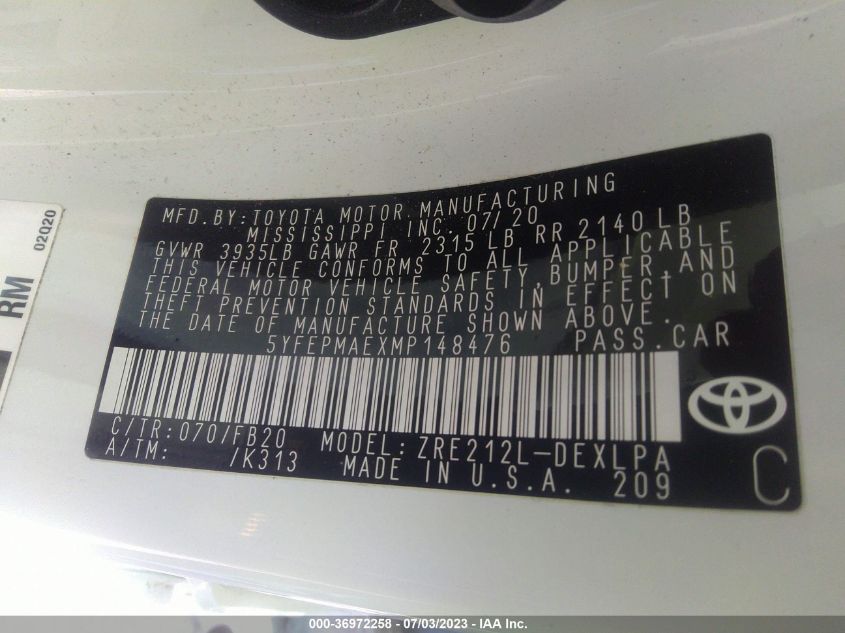 MFD.BY:TOYOTA MOTOR MANUFACTURING
MISSISSIPPI INC. 07/20
GVWR 3935LB GAWR FR 2315 LB RR 2140 LB
THIS VEHICLE CONFORMS TO ALL APPLICABLE
FEDERAL MOTOR VEHICLE SAFETY,BUMPER,AND
THEFT PREVENTION STANDARDS IN EFFECT ON
THE DATE OF MANUFACTURE SHOWN ABOVE.
5YFEPMAEXMP148476 PASS.CAR
C/TR:070/FB20 MODEL:ZRE212L-DEXLPA
A/TM: /K313 MADE IN U.S.A. 209
C
RM
02Q20
000-36972258 - 07/03/2023 - IAA Inc.